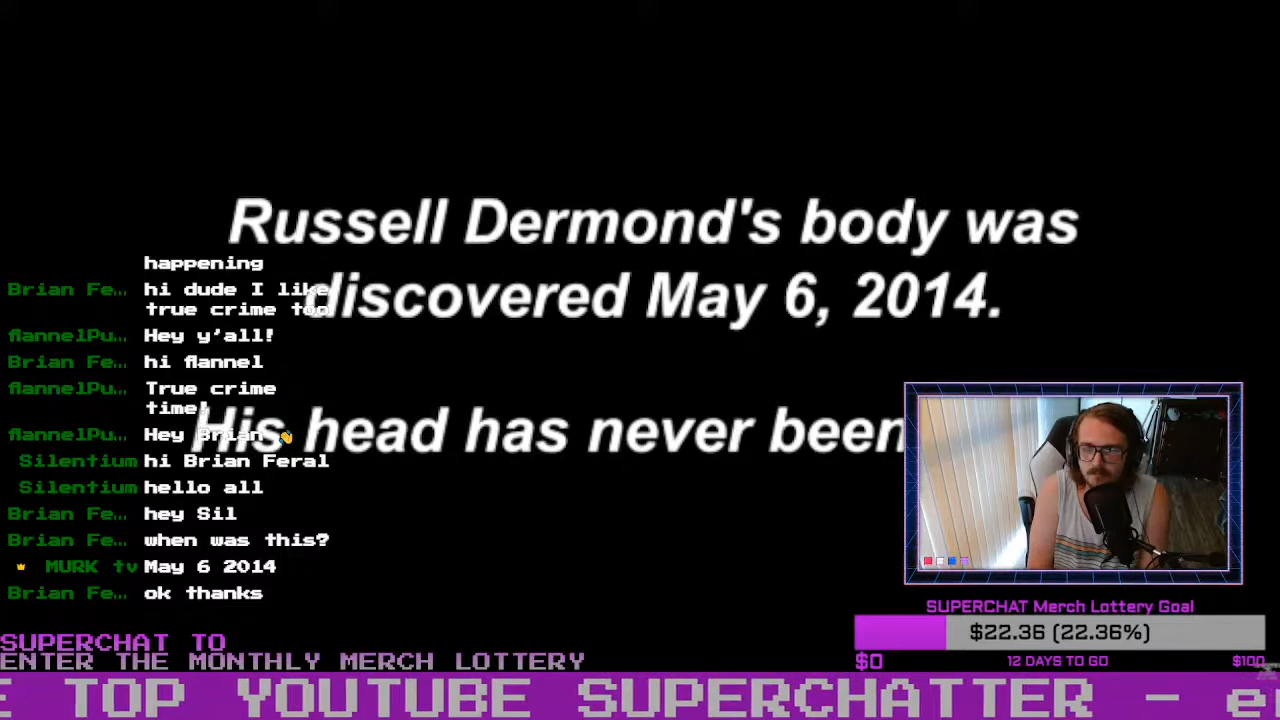 Russell Dermond's body was
discovered May 6, 2014.
His head has never been
happening
Brian Fe... hi dude I like
true crime too
flannelPu... Hey y'all!
Brian Fe... hi flannel
flannelPu... True crime
time!
flannelPu... Hey Brian 👋
Silentium hi Brian Feral
Silentium hello all
Brian Fe... hey Sil
Brian Fe... when was this?
MURK tv May 6 2014
Brian Fe... ok thanks
SUPERCHAT Merch Lottery Goal
$22.36 (22.36%)
$0 12 DAYS TO GO $100
SUPERCHAT TO
ENTER THE MONTHLY MERCH LOTTERY
E TOP YOUTUBE SUPERCHATTER - e